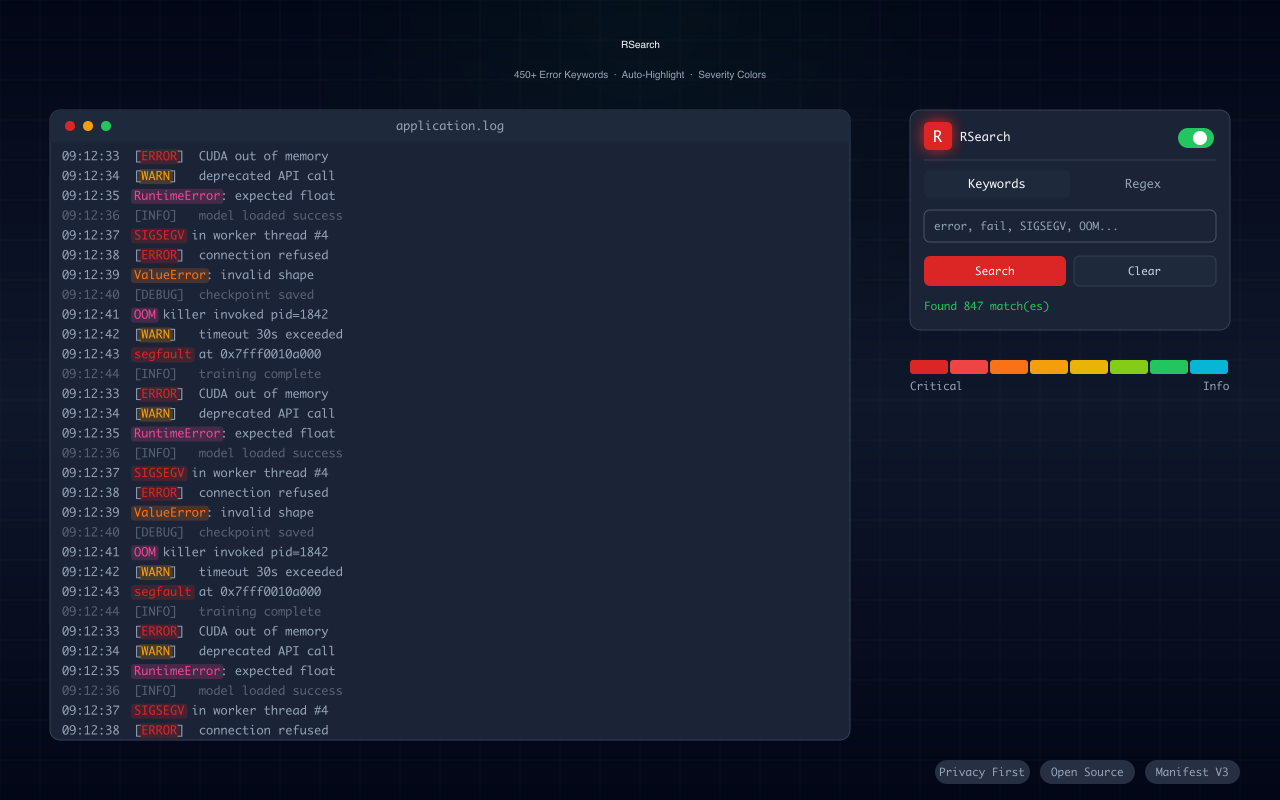 RSearch
450+ Error Keywords · Auto-Highlight · Severity Colors
application.log
09:12:33 [ERROR] CUDA out of memory
09:12:34 [WARN] deprecated API call
09:12:35 RuntimeError: expected float
09:12:36 [INFO] model loaded success
09:12:37 SIGSEGV in worker thread #4
09:12:38 [ERROR] connection refused
09:12:39 ValueError: invalid shape
09:12:40 [DEBUG] checkpoint saved
09:12:41 OOM killer invoked pid=1842
09:12:42 [WARN] timeout 30s exceeded
09:12:43 segfault at 0x7fff0010a000
09:12:44 [INFO] training complete
09:12:33 [ERROR] CUDA out of memory
09:12:34 [WARN] deprecated API call
09:12:35 RuntimeError: expected float
09:12:36 [INFO] model loaded success
09:12:37 SIGSEGV in worker thread #4
09:12:38 [ERROR] connection refused
09:12:39 ValueError: invalid shape
09:12:40 [DEBUG] checkpoint saved
09:12:41 OOM killer invoked pid=1842
09:12:42 [WARN] timeout 30s exceeded
09:12:43 segfault at 0x7fff0010a000
09:12:44 [INFO] training complete
09:12:33 [ERROR] CUDA out of memory
09:12:34 [WARN] deprecated API call
09:12:35 RuntimeError: expected float
09:12:36 [INFO] model loaded success
09:12:37 SIGSEGV in worker thread #4
09:12:38 [ERROR] connection refused
R RSearch
Keywords Regex
error, fail, SIGSEGV, OOM...
Search Clear
Found 847 match(es)
Critical Info
Privacy First Open Source Manifest V3